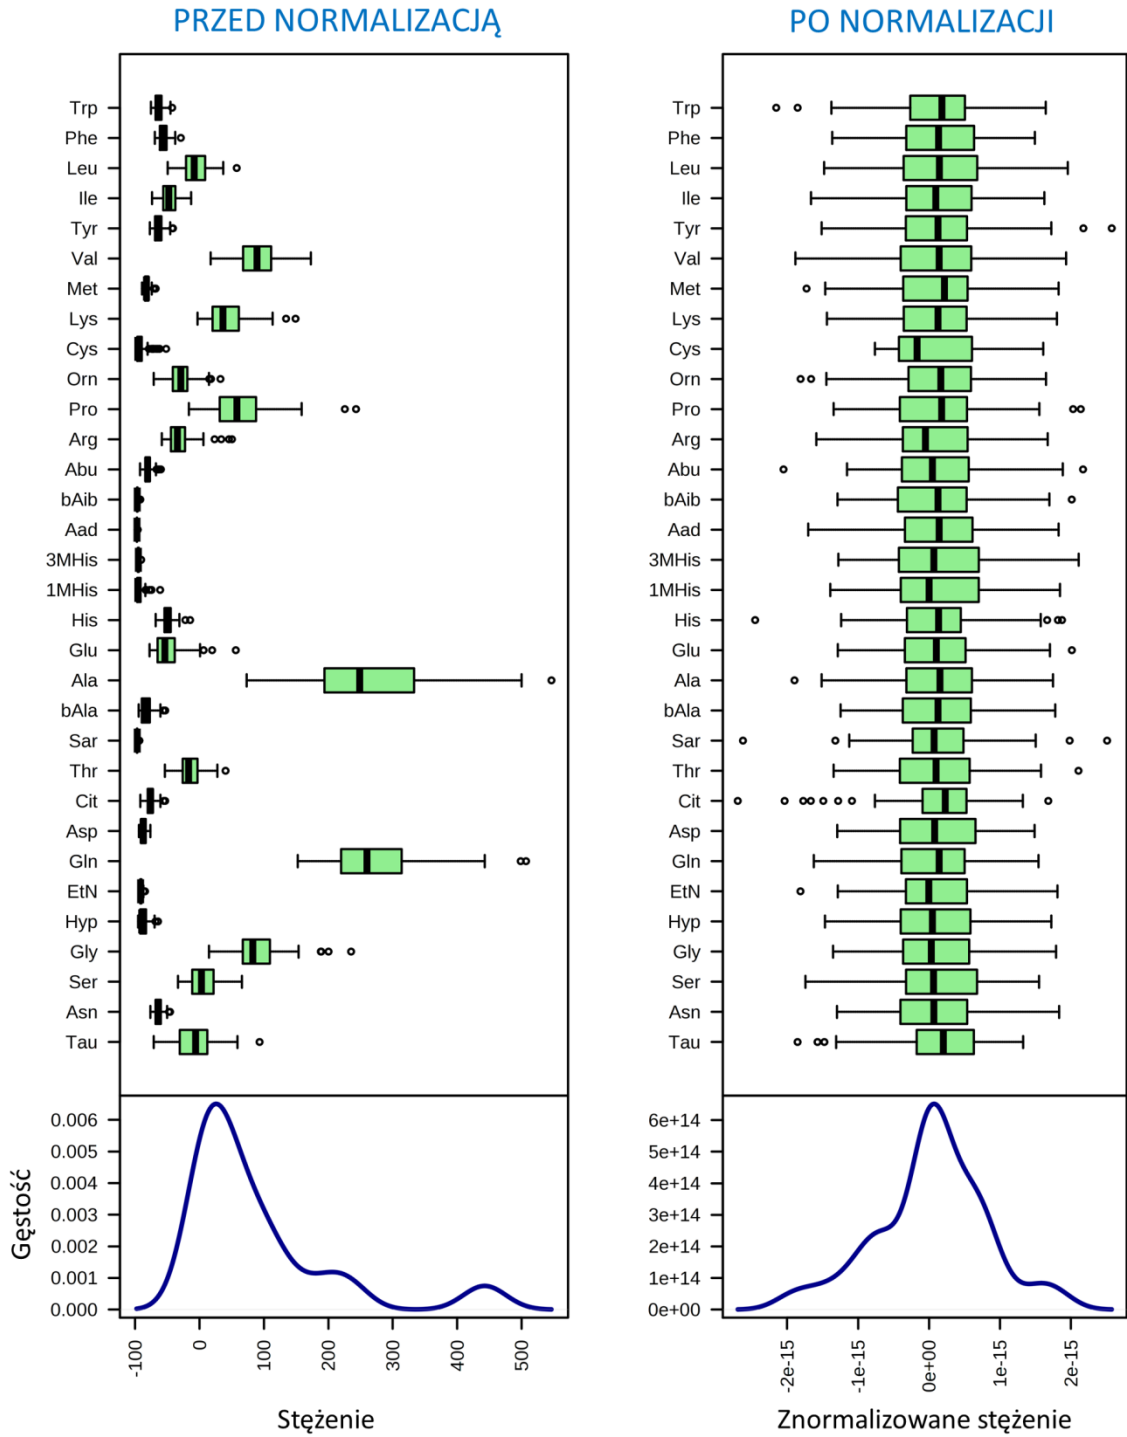 PRZED NORMALIZACJĄ
PO NORMALIZACJI
Trp
Phe
Leu
Ile
Tyr
Val
Met
Lys
Cys
Orn
Pro
Arg
Abu
bAib
Aad
3MHis
1MHis
His
Glu
Ala
bAla
Sar
Thr
Cit
Asp
Gln
EtN
Hyp
Gly
Ser
Asn
Tau
Trp
Phe
Leu
Ile
Tyr
Val
Met
Lys
Cys
Orn
Pro
Arg
Abu
bAib
Aad
3MHis
1MHis
His
Glu
Ala
bAla
Sar
Thr
Cit
Asp
Gln
EtN
Hyp
Gly
Ser
Asn
Tau
Gęstość
0.006
0.005
0.004
0.003
0.002
0.001
0.000
-100
0
100
200
300
400
500
Stężenie
6e+14
5e+14
4e+14
3e+14
2e+14
1e+14
0e+00
-2e-15
-1e-15
0e+00
1e-15
2e-15
Znormalizowane stężenie